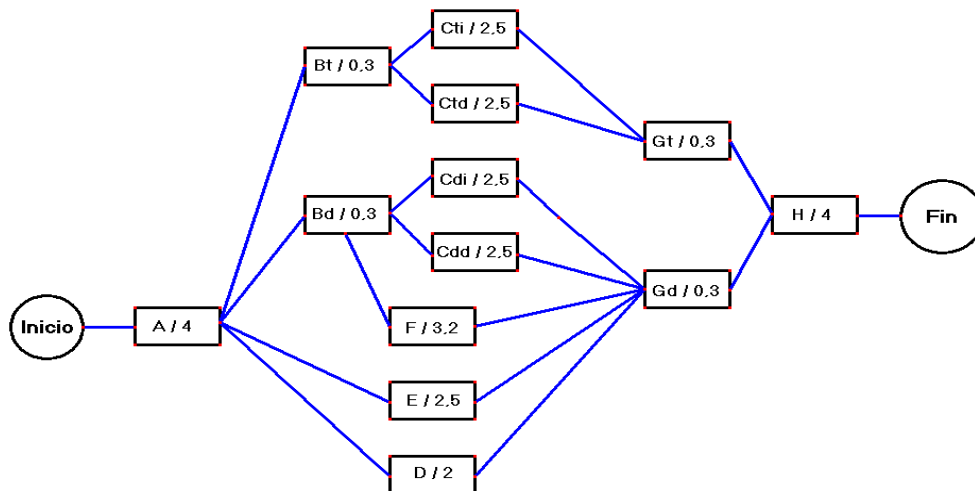 Cti / 2,5
Bt / 0,3
Ctd / 2,5
Gt / 0,3
Cdi / 2,5
Bd / 0,3
H / 4
Fin
Cdd / 2,5
Gd / 0,3
Inicio
A / 4
F / 3,2
E / 2,5
D / 2